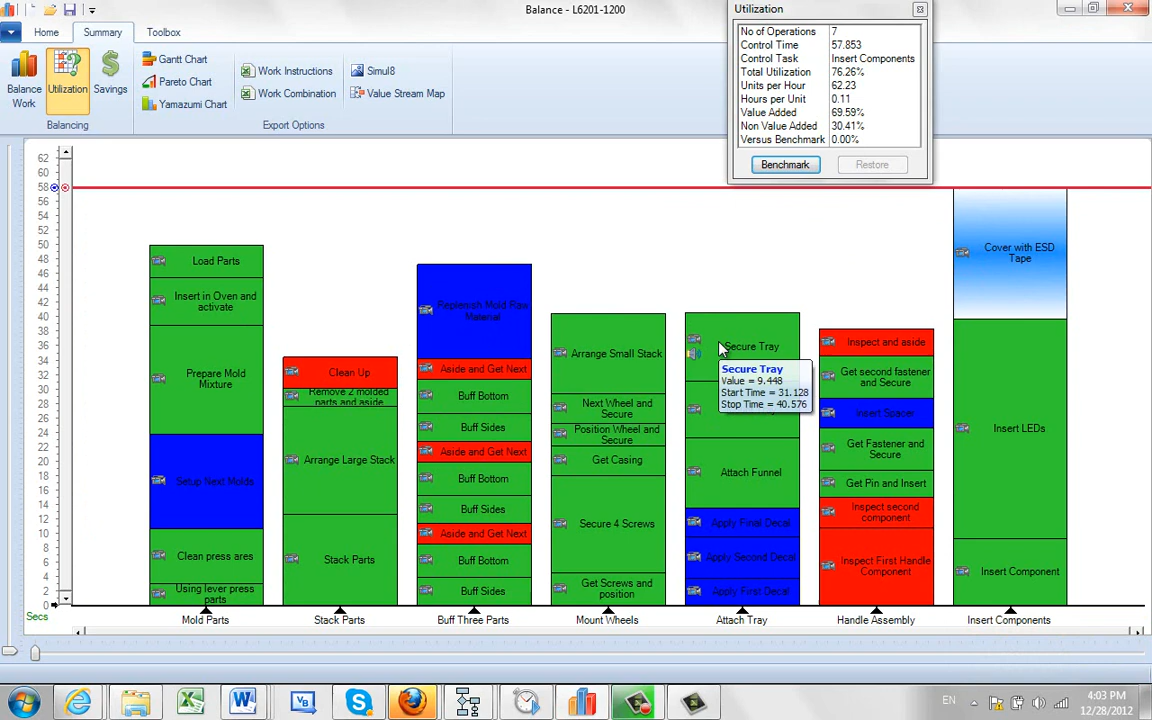 Balance - L6201-1200
Home
Summary
Toolbox
Balance
Work
Utilization
Savings
Balancing
Gantt Chart
Pareto Chart
Yamazumi Chart
Work Instructions
Work Combination
Simul8
Value Stream Map
Export Options
Utilization
No of Operations 7
Control Time 57.853
Control Task Insert Components
Total Utilization 76.26%
Units per Hour 62.23
Hours per Unit 0.11
Value Added 69.59%
Non Value Added 30.41%
Versus Benchmark 0.00%
Benchmark
Restore
62
60
58
56
54
52
50
48
46
44
42
40
38
36
34
32
30
28
26
24
22
20
18
16
14
12
10
8
6
4
2
0
Secs
Load Parts
Insert in Oven and
activate
Prepare Mold
Mixture
Setup Next Molds
Clean press ares
Using lever press
parts
Mold Parts
Clean Up
Remove 2 molded
parts and aside
Arrange Large Stack
Stack Parts
Stack Parts
Replenish Mold Raw
Material
Aside and Get Next
Buff Bottom
Buff Sides
Aside and Get Next
Buff Bottom
Buff Sides
Aside and Get Next
Buff Bottom
Buff Sides
Buff Three Parts
Arrange Small Stack
Next Wheel and
Secure
Position Wheel and
Secure
Get Casing
Secure 4 Screws
Get Screws and
position
Mount Wheels
Secure Tray
Secure Tray
Value = 9.448
Start Time = 31.128
Stop Time = 40.576
Attach Funnel
Apply Final Decal
Apply Second Decal
Apply First Decal
Attach Tray
Inspect and aside
Get second fastener
and Secure
Insert Spacer
Get Fastener and
Secure
Get Pin and Insert
Inspect second
component
Inspect First Handle
Component
Handle Assembly
Cover with ESD
Tape
Insert LEDs
Insert Component
Insert Components
EN
4:03 PM
12/28/2012